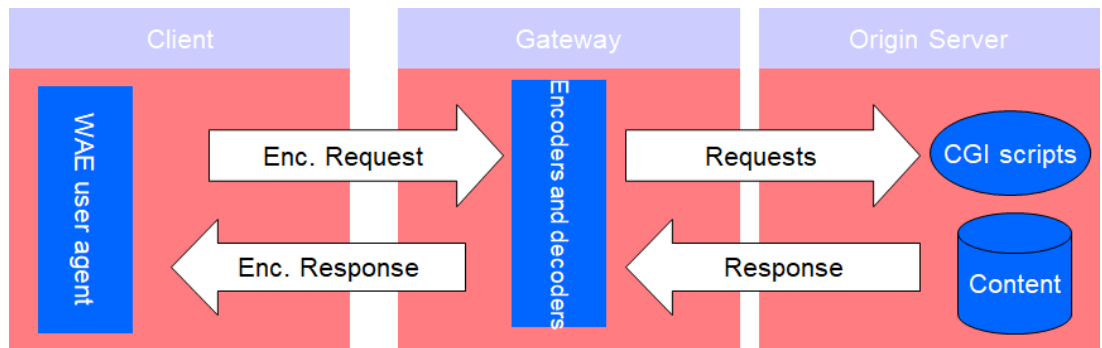 Client
Gateway
Origin Server
WAE user agent
Enc. Request
Encoders and decoders
Requests
CGI scripts
Enc. Response
Response
Content